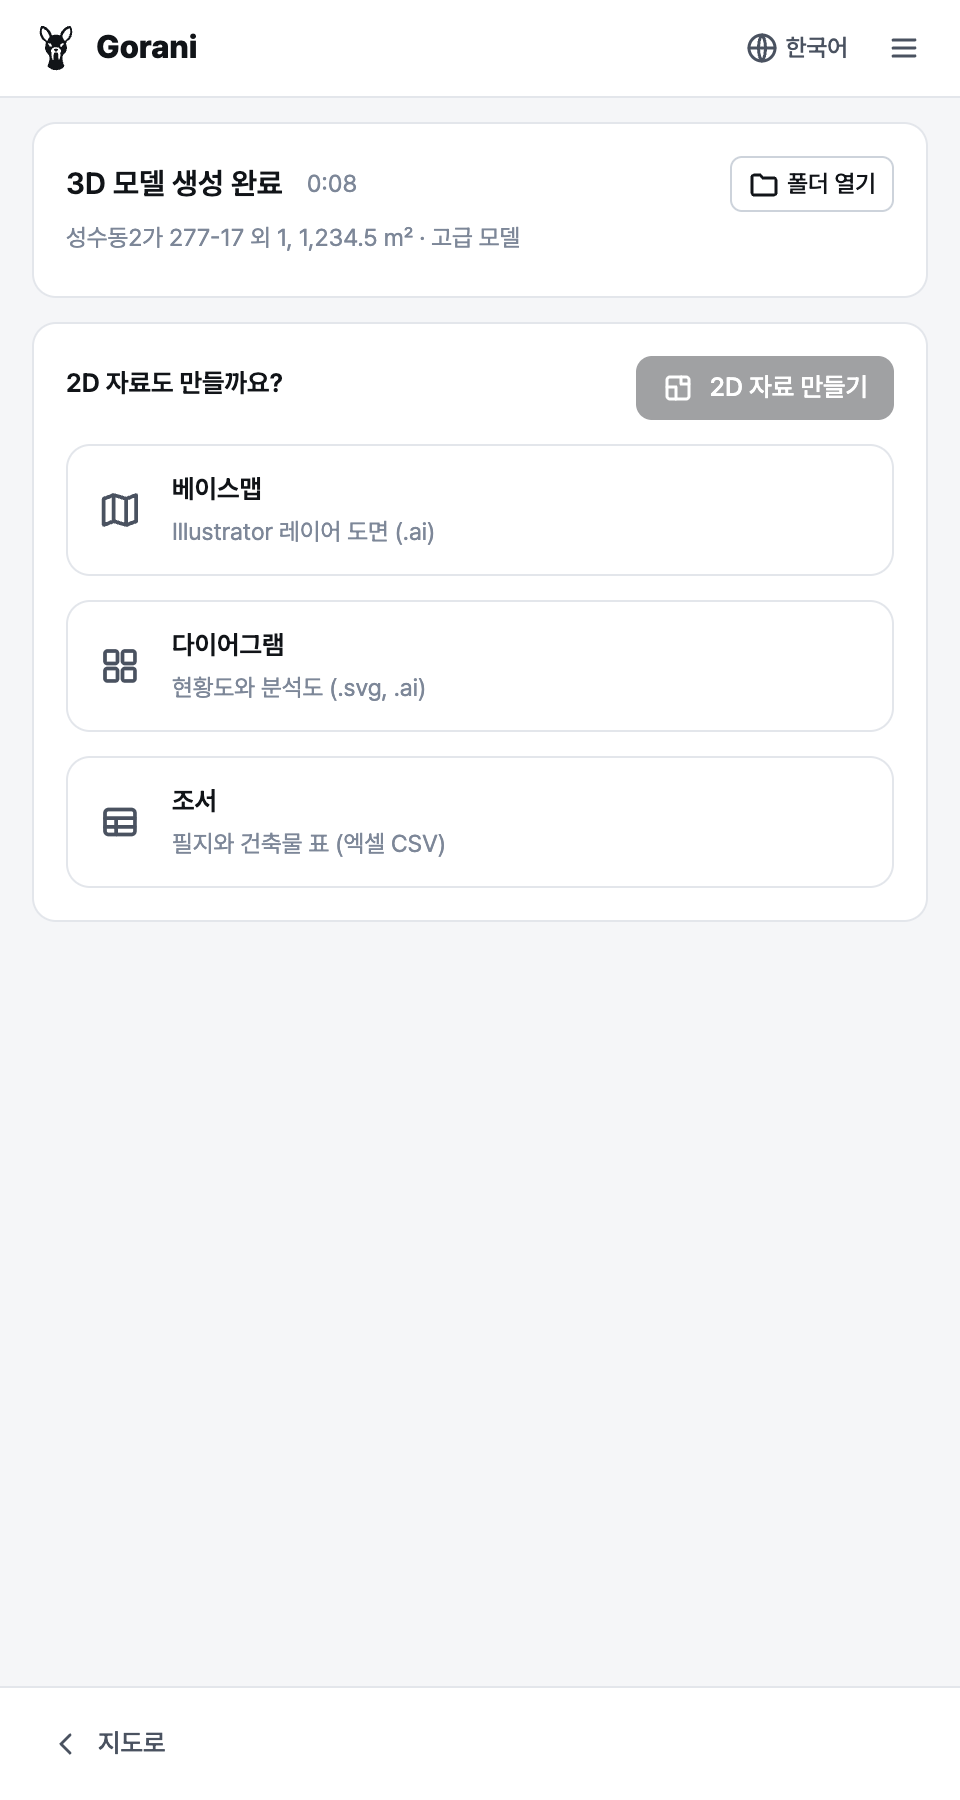 Gorani
한국어
3D 모델 생성 완료 0:08
폴더 열기
성수동2가 277-17 외 1, 1,234.5 m² · 고급 모델
2D 자료도 만들까요?
2D 자료 만들기
베이스맵
Illustrator 레이어 도면 (.ai)
다이어그램
현황도와 분석도 (.svg, .ai)
조서
필지와 건축물 표 (엑셀 CSV)
지도로